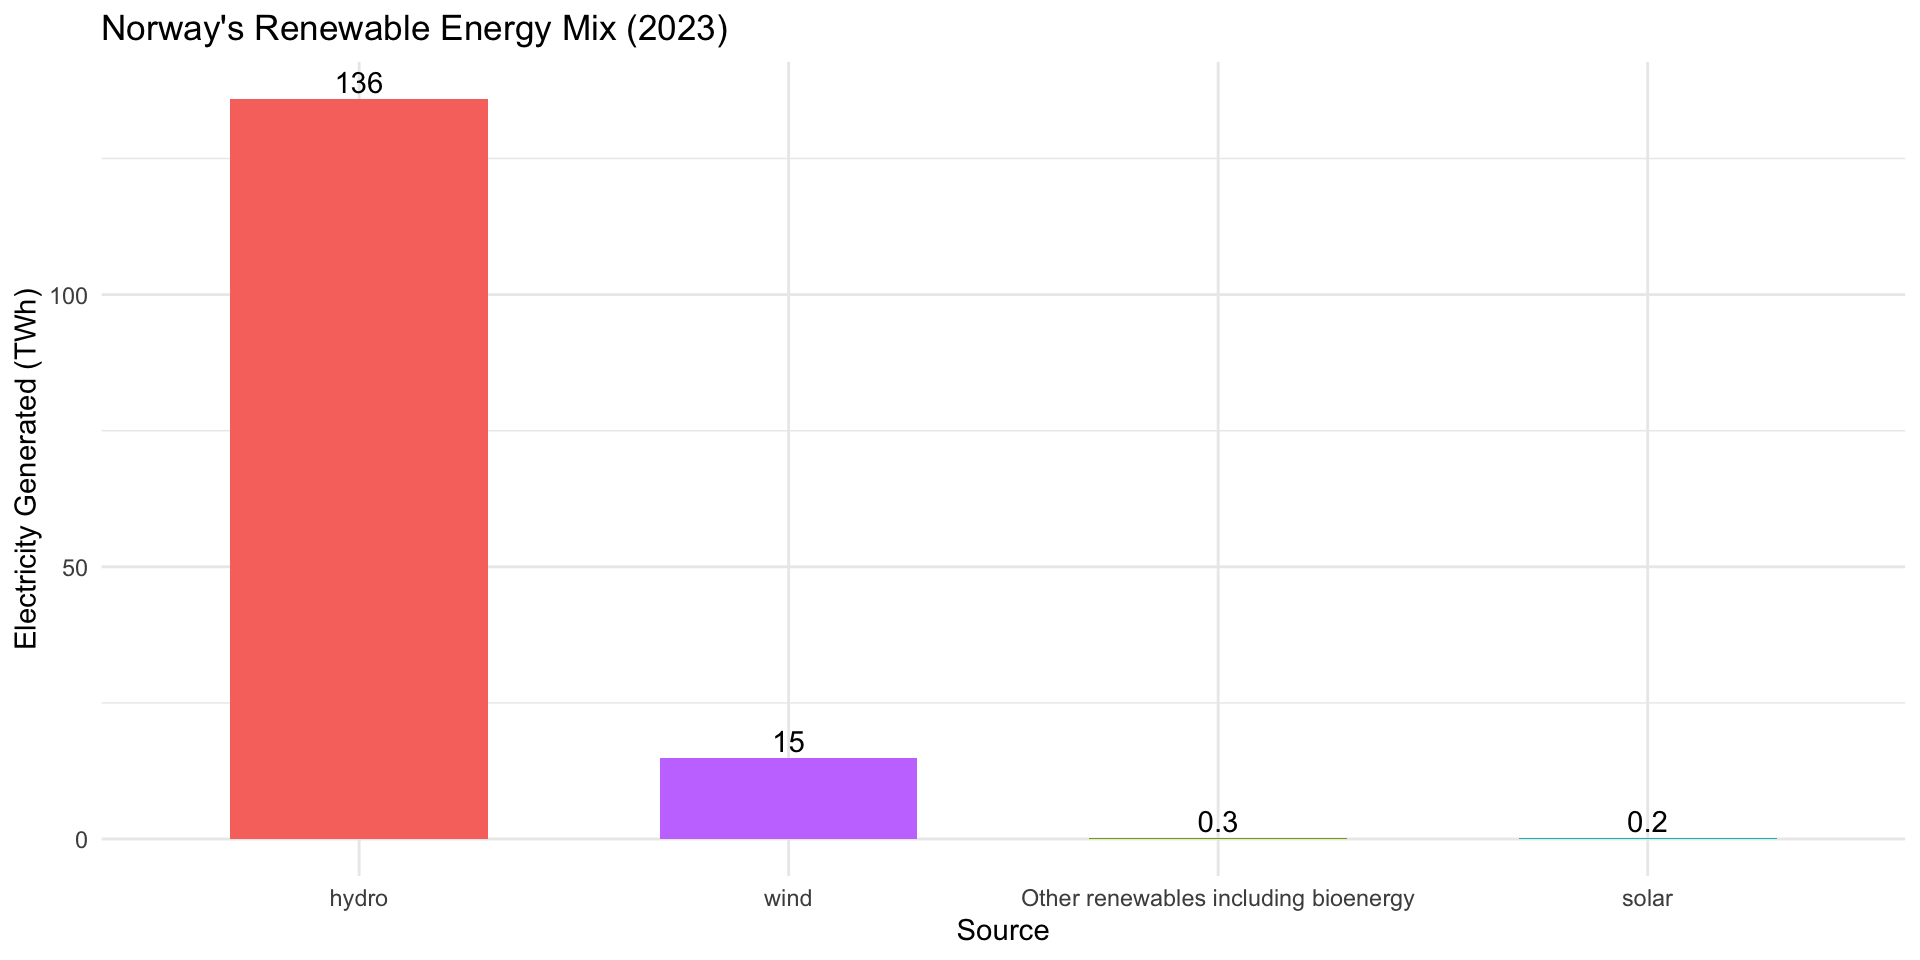 Norway's Renewable Energy Mix (2023)
Electricity Generated (TWh)
100
50
0
136
15
0.3
0.2
hydro
wind
Other renewables including bioenergy
solar
Source